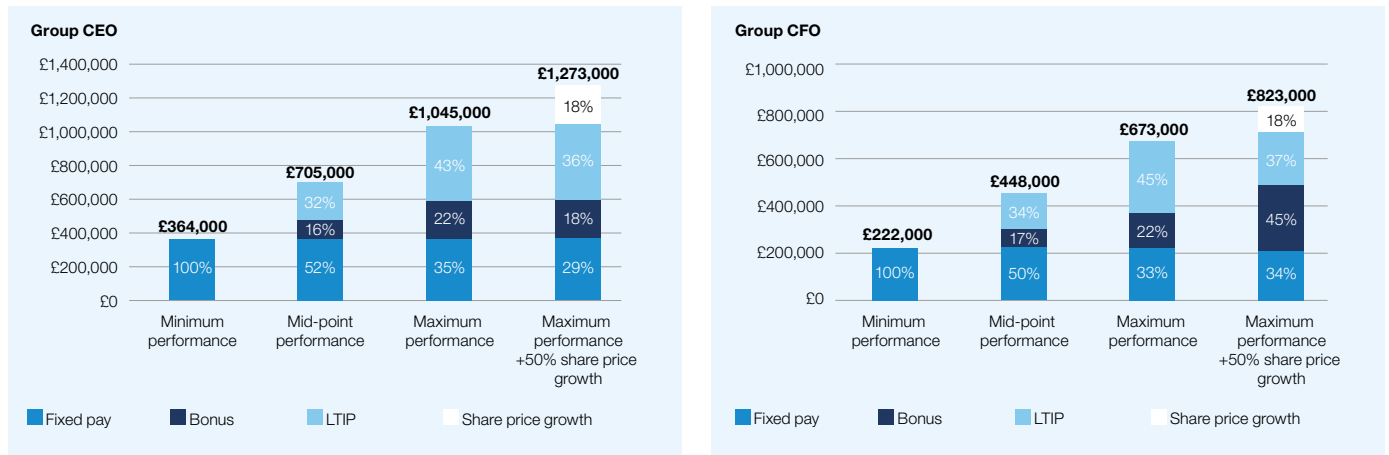 Group CEO
£1,400,000
£1,200,000
£1,000,000
£800,000
£600,000
£400,000
£200,000
£0
£364,000
100%
£705,000
32%
16%
52%
£1,045,000
43%
22%
35%
£1,273,000
18%
36%
18%
29%
Minimum
performance
Mid-point
performance
Maximum
performance
Maximum
performance
+50% share price
growth
Fixed pay
Bonus
LTIP
Share price growth
Group CFO
£1,000,000
£800,000
£600,000
£400,000
£200,000
£0
£222,000
100%
£448,000
34%
17%
50%
£673,000
45%
22%
33%
£823,000
18%
37%
45%
34%
Minimum
performance
Mid-point
performance
Maximum
performance
Maximum
performance
+50% share price
growth
Fixed pay
Bonus
LTIP
Share price growth